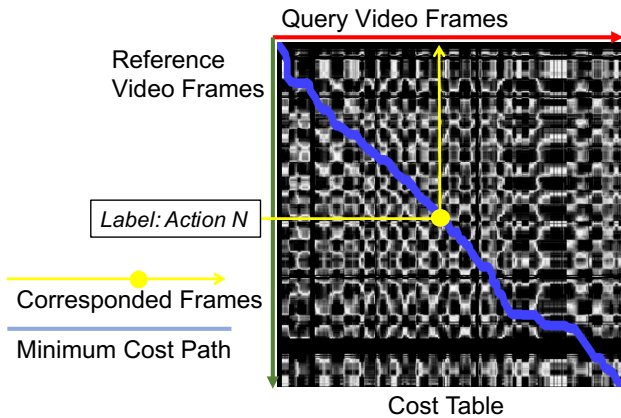 Query Video Frames
Reference
Video Frames
Label: Action N
Corresponded Frames
Minimum Cost Path
Cost Table